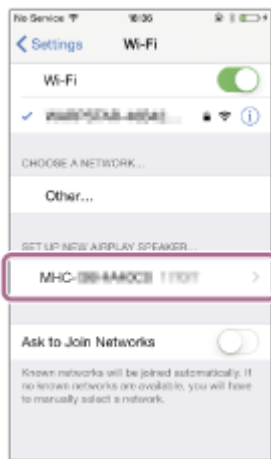 No Service 16:36
Settings Wi-Fi
Wi-Fi
CHOOSE A NETWORK...
Other...
SET UP NEW AIRPLAY SPEAKER...
MHC-
Ask to Join Networks
Known networks will be joined automatically. If
no known networks are available, you will have
to manually select a network.